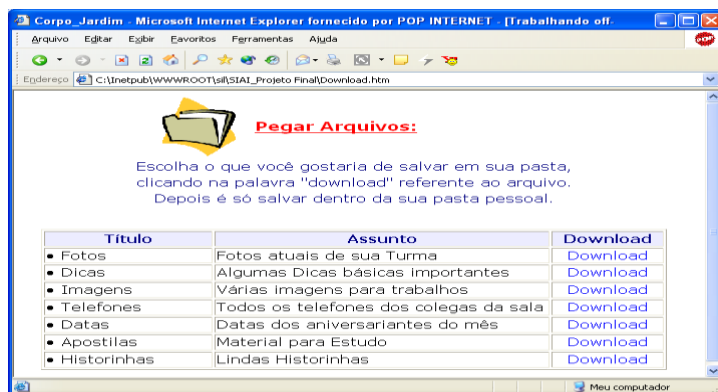 Corpo_Jardim - Microsoft Internet Explorer fornecido por POP INTERNET - [Trabalhando off-
Arquivo Editar Exibir Favoritos Ferramentas Ajuda
Endereço C:\Inetpub\WWWROOT\sil\SIAI_Projeto Final\Download.htm
Pegar Arquivos:
Escolha o que você gostaria de salvar em sua pasta,
clicando na palavra "download" referente ao arquivo.
Depois é só salvar dentro da sua pasta pessoal.
Título Assunto Download
• Fotos Fotos atuais de sua Turma Download
• Dicas Algumas Dicas básicas importantes Download
• Imagens Várias imagens para trabalhos Download
• Telefones Todos os telefones dos colegas da sala Download
• Datas Datas dos aniversariantes do mês Download
• Apostilas Material para Estudo Download
• Historinhas Lindas Historinhas Download
Meu computador